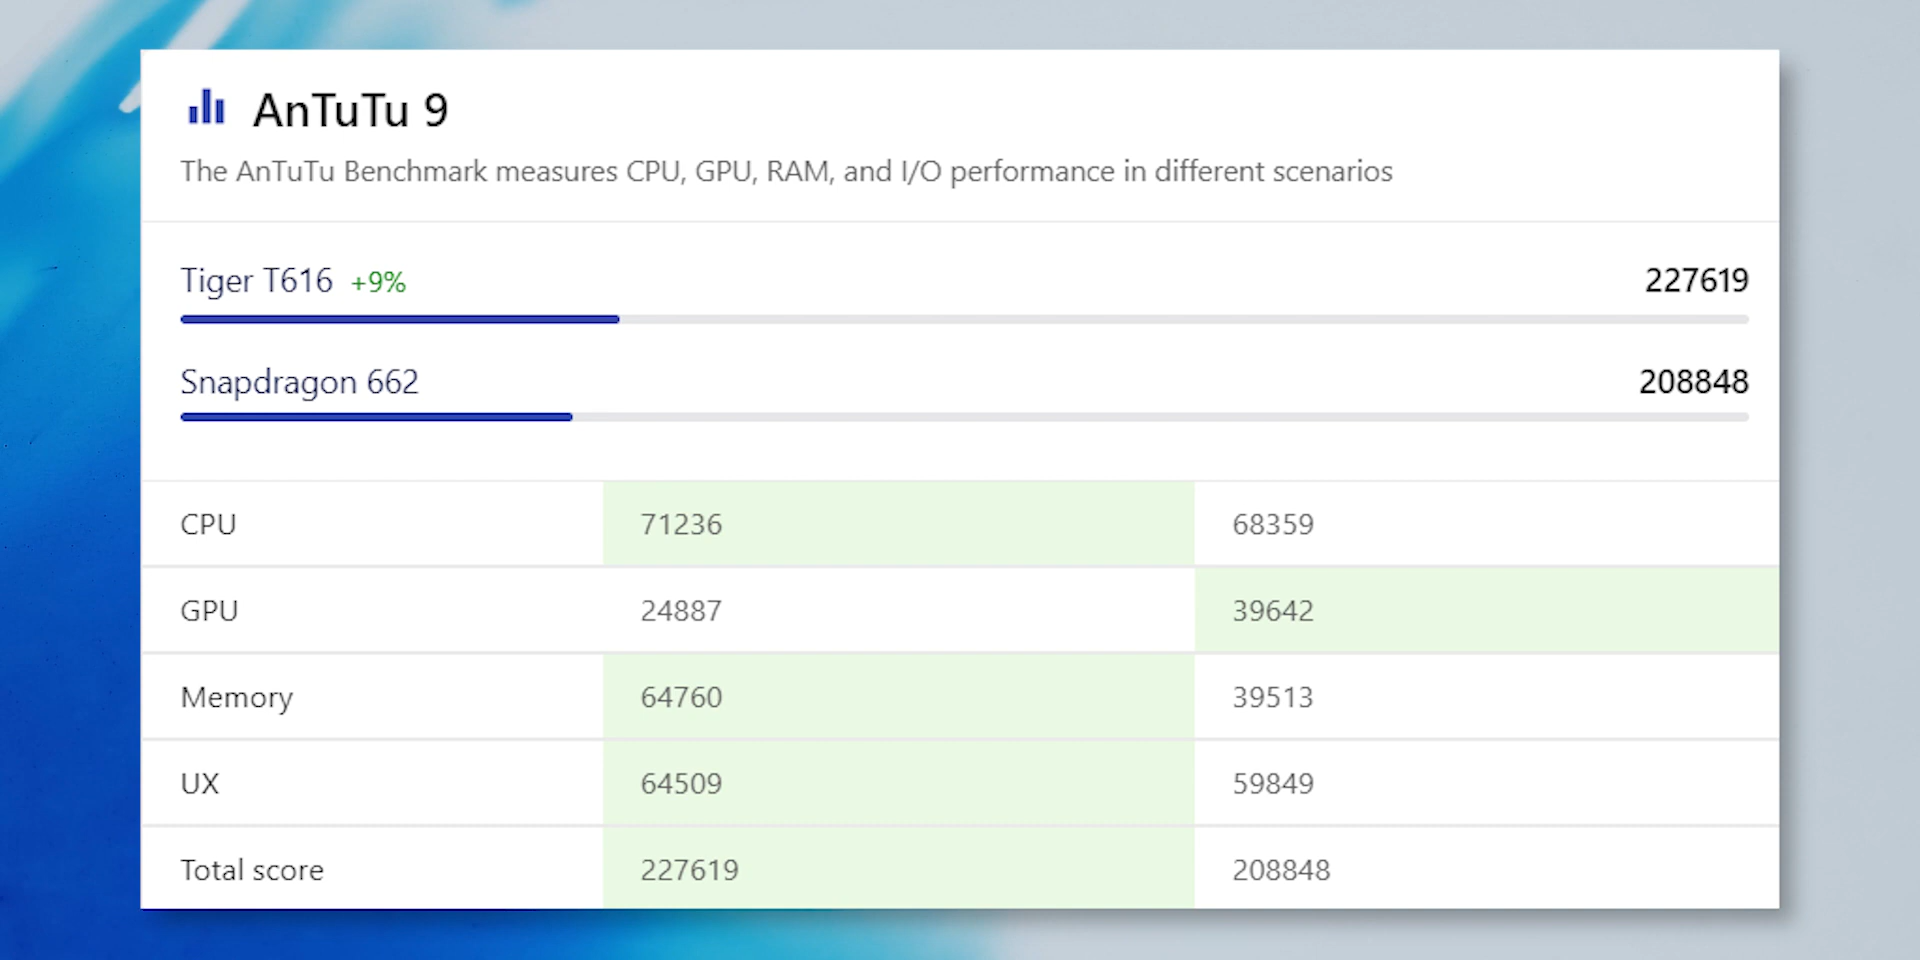 AnTuTu 9
The AnTuTu Benchmark measures CPU, GPU, RAM, and I/O performance in different scenarios
Tiger T616 +9% 227619
Snapdragon 662 208848
CPU 71236 68359
GPU 24887 39642
Memory 64760 39513
UX 64509 59849
Total score 227619 208848